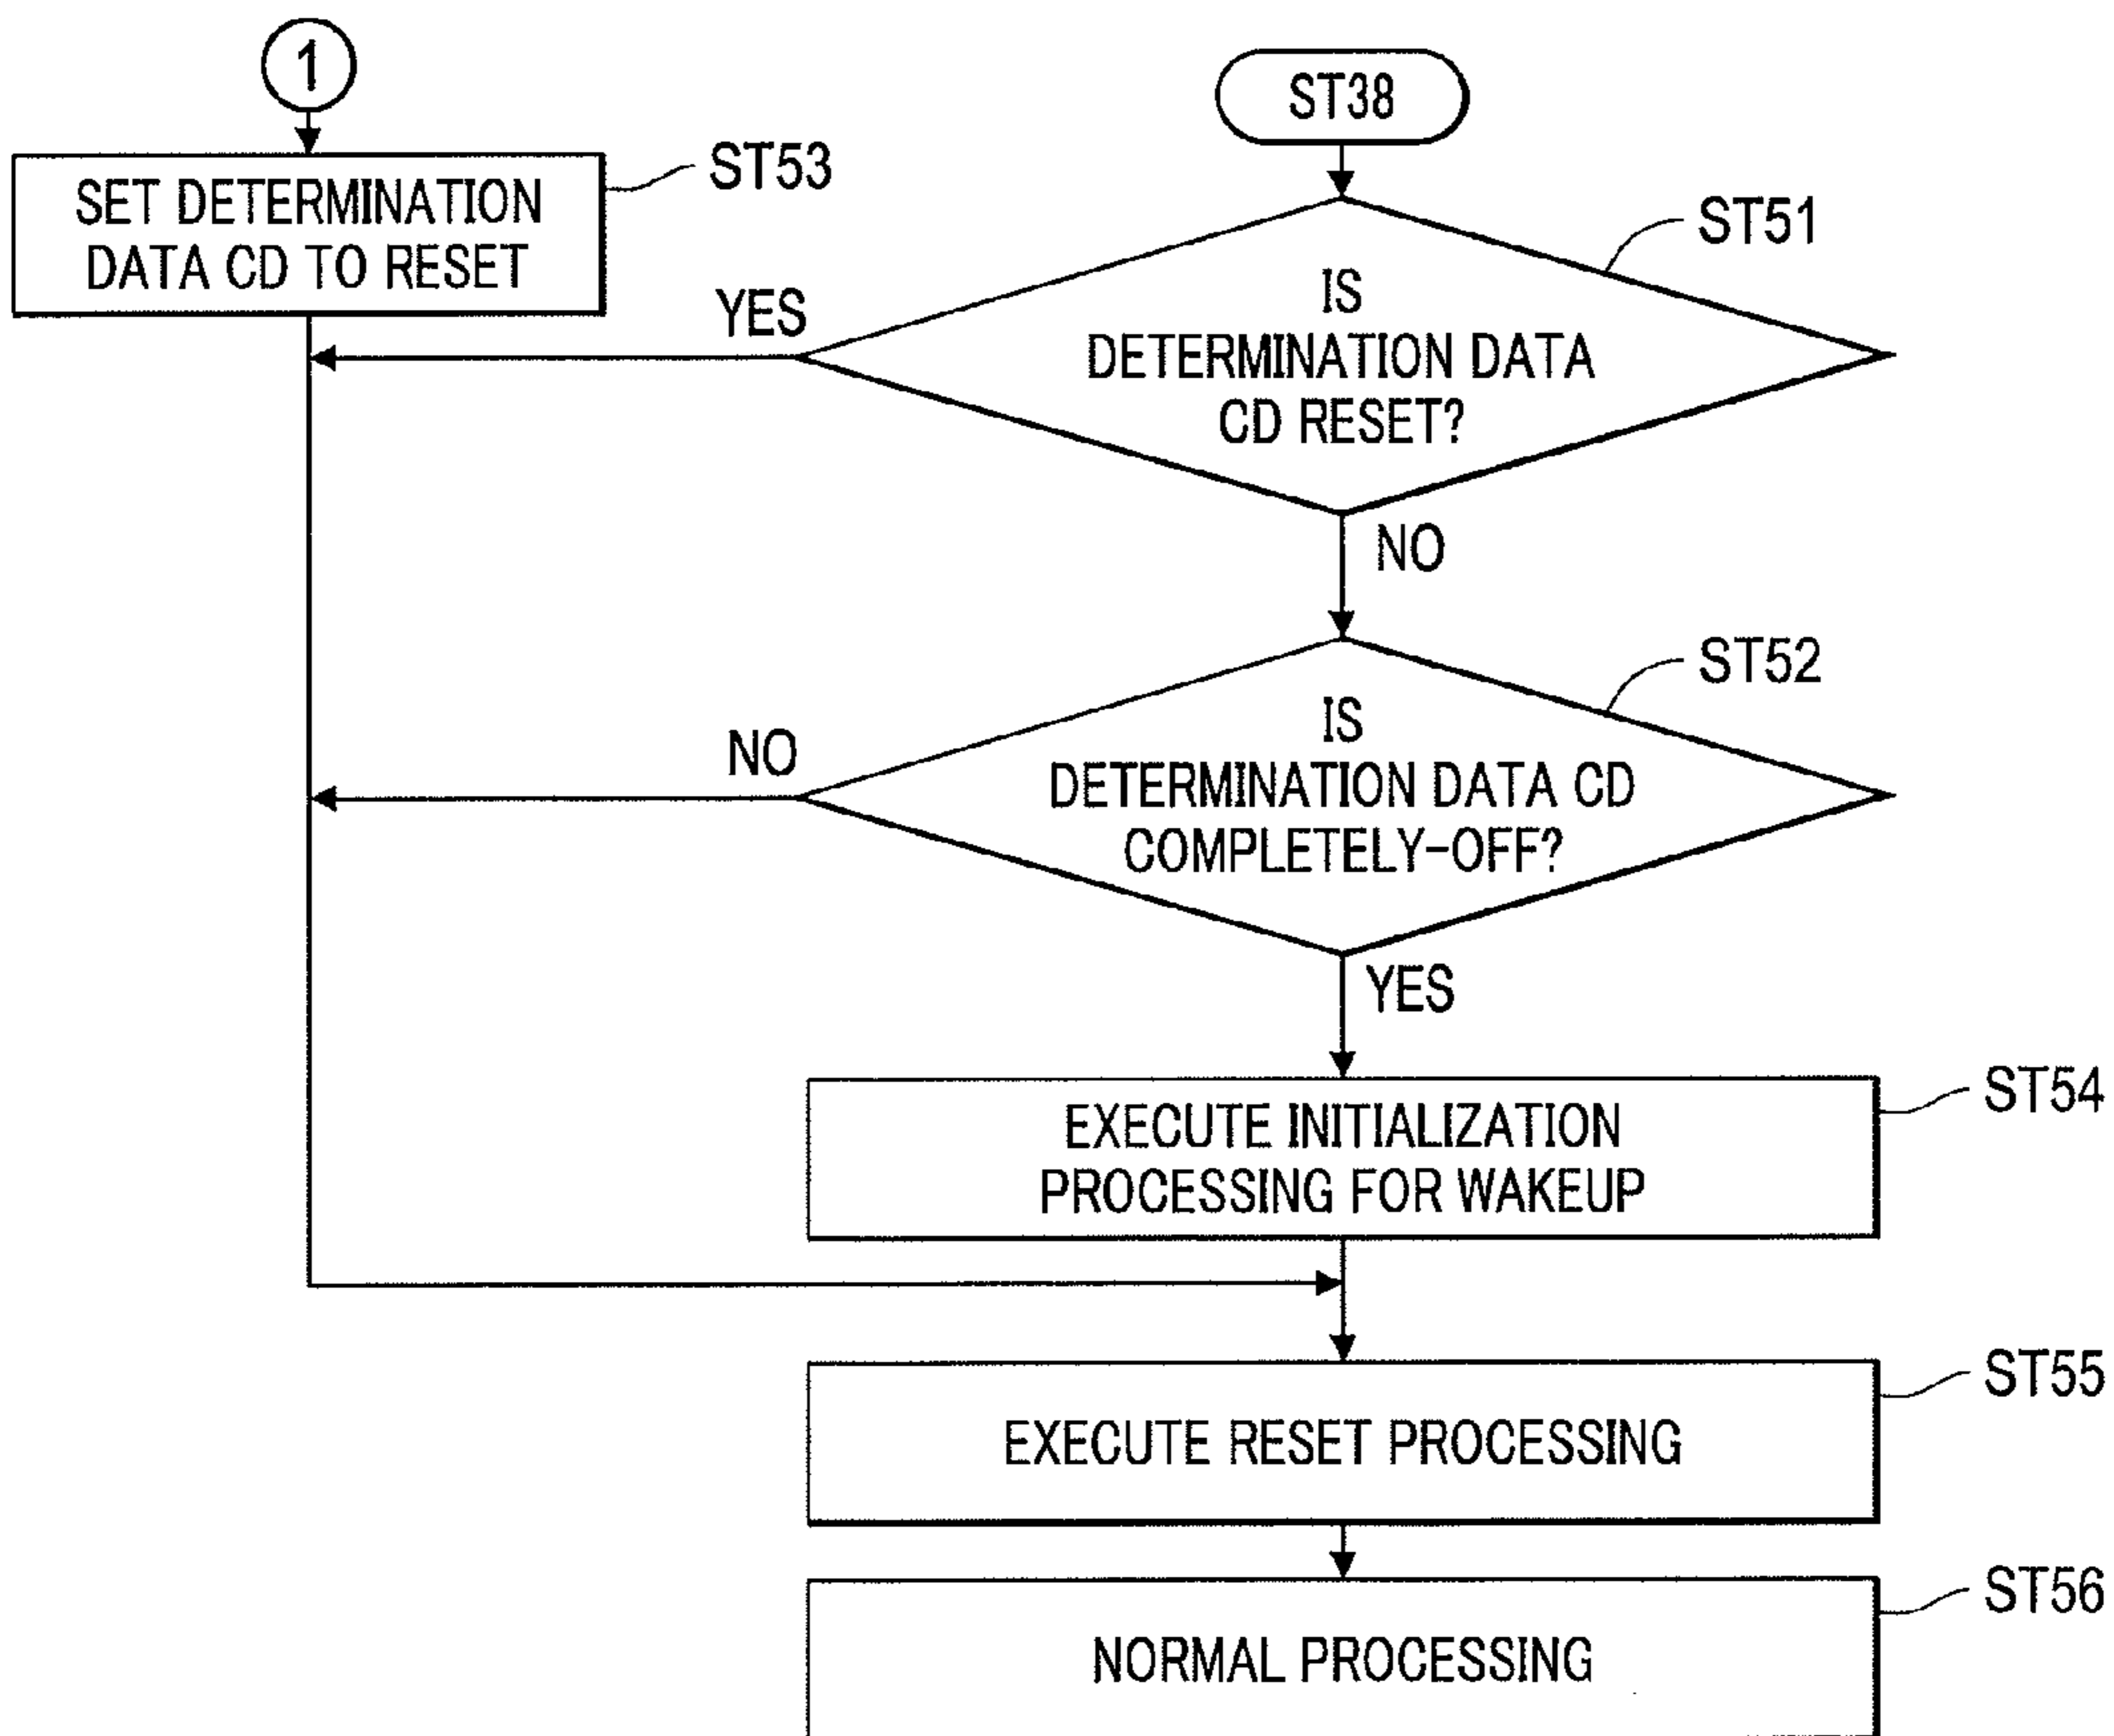 1
ST38
SET DETERMINATION
DATA CD TO RESET
ST53
ST51
IS
DETERMINATION DATA
CD RESET?
YES
NO
ST52
IS
DETERMINATION DATA CD
COMPLETELY-OFF?
NO
YES
ST54
EXECUTE INITIALIZATION
PROCESSING FOR WAKEUP
ST55
EXECUTE RESET PROCESSING
ST56
NORMAL PROCESSING